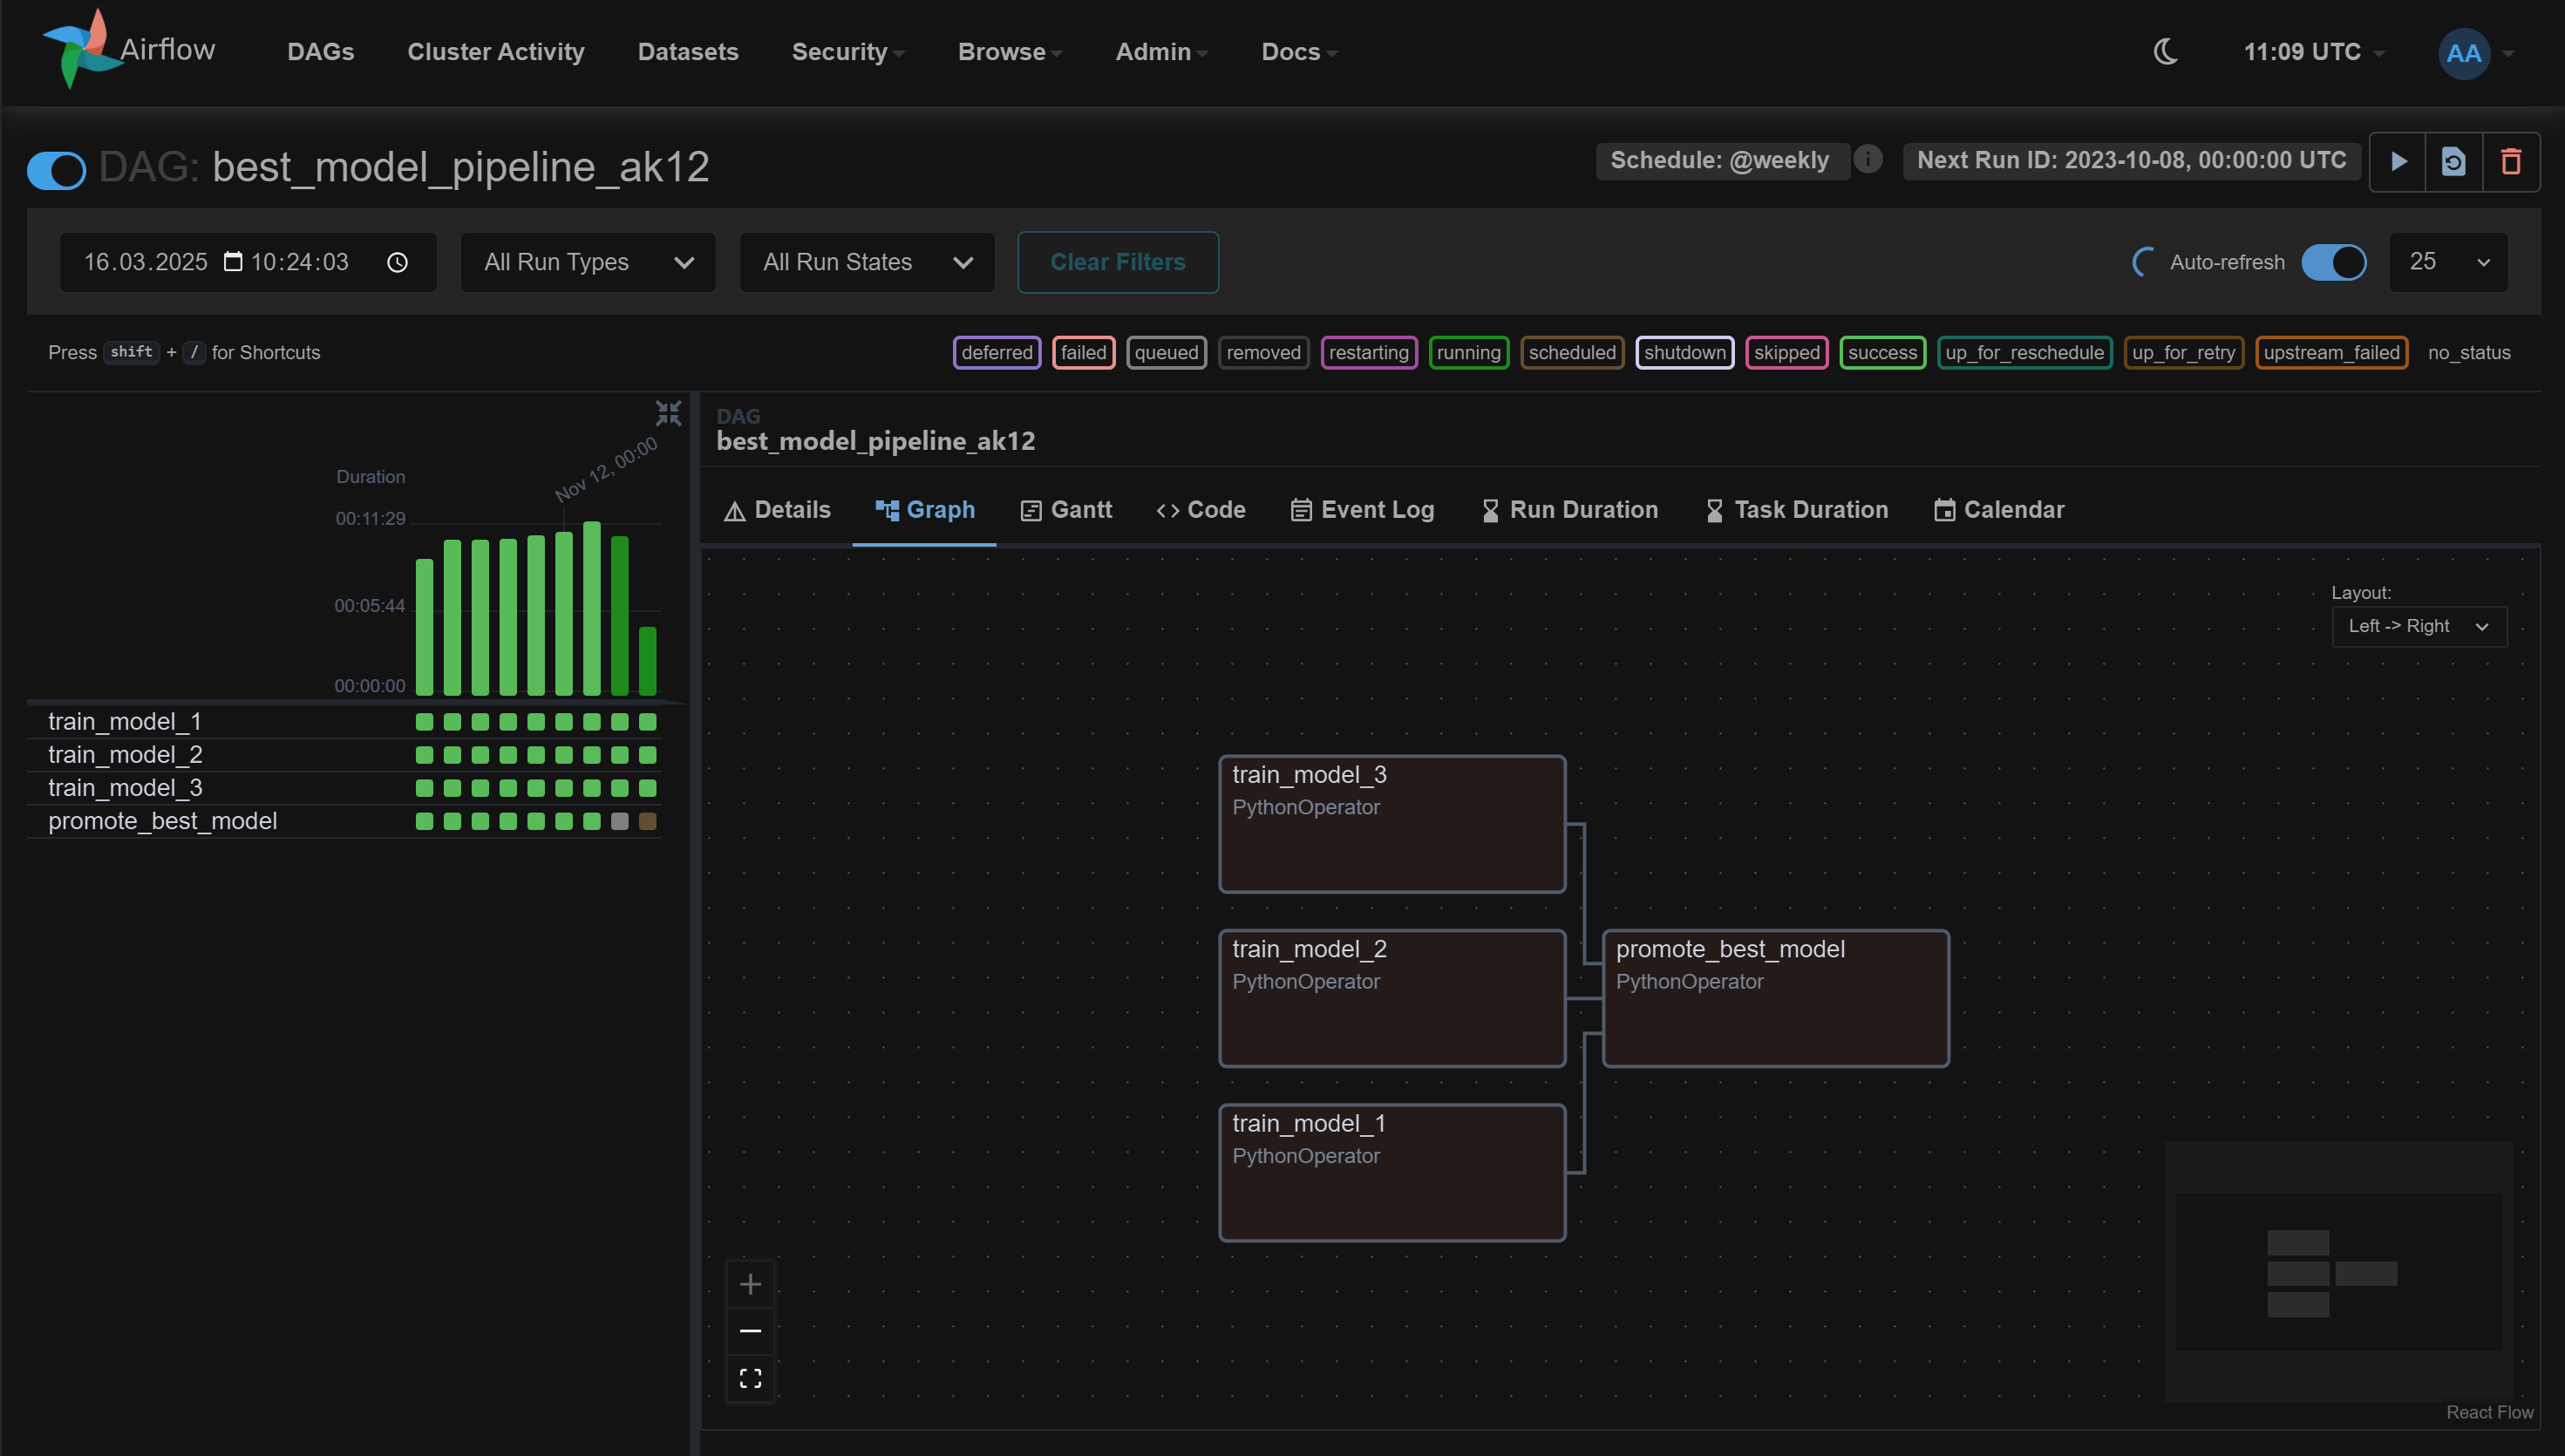 Airflow
DAGs
Cluster Activity
Datasets
Security
Browse
Admin
Docs
11:09 UTC
AA
DAG: best_model_pipeline_ak12
Schedule: @weekly
i
Next Run ID: 2023-10-08, 00:00:00 UTC
16.03.2025 10:24:03
All Run Types
All Run States
Clear Filters
Auto-refresh
25
Press shift + / for Shortcuts
deferred
failed
queued
removed
restarting
running
scheduled
shutdown
skipped
success
up_for_reschedule
up_for_retry
upstream_failed
no_status
Nov 12, 00:00
Duration
00:11:29
00:05:44
00:00:00
train_model_1
train_model_2
train_model_3
promote_best_model
DAG
best_model_pipeline_ak12
Details
Graph
Gantt
Code
Event Log
Run Duration
Task Duration
Calendar
Layout:
Left -> Right
train_model_3
PythonOperator
train_model_2
PythonOperator
promote_best_model
PythonOperator
train_model_1
PythonOperator
React Flow